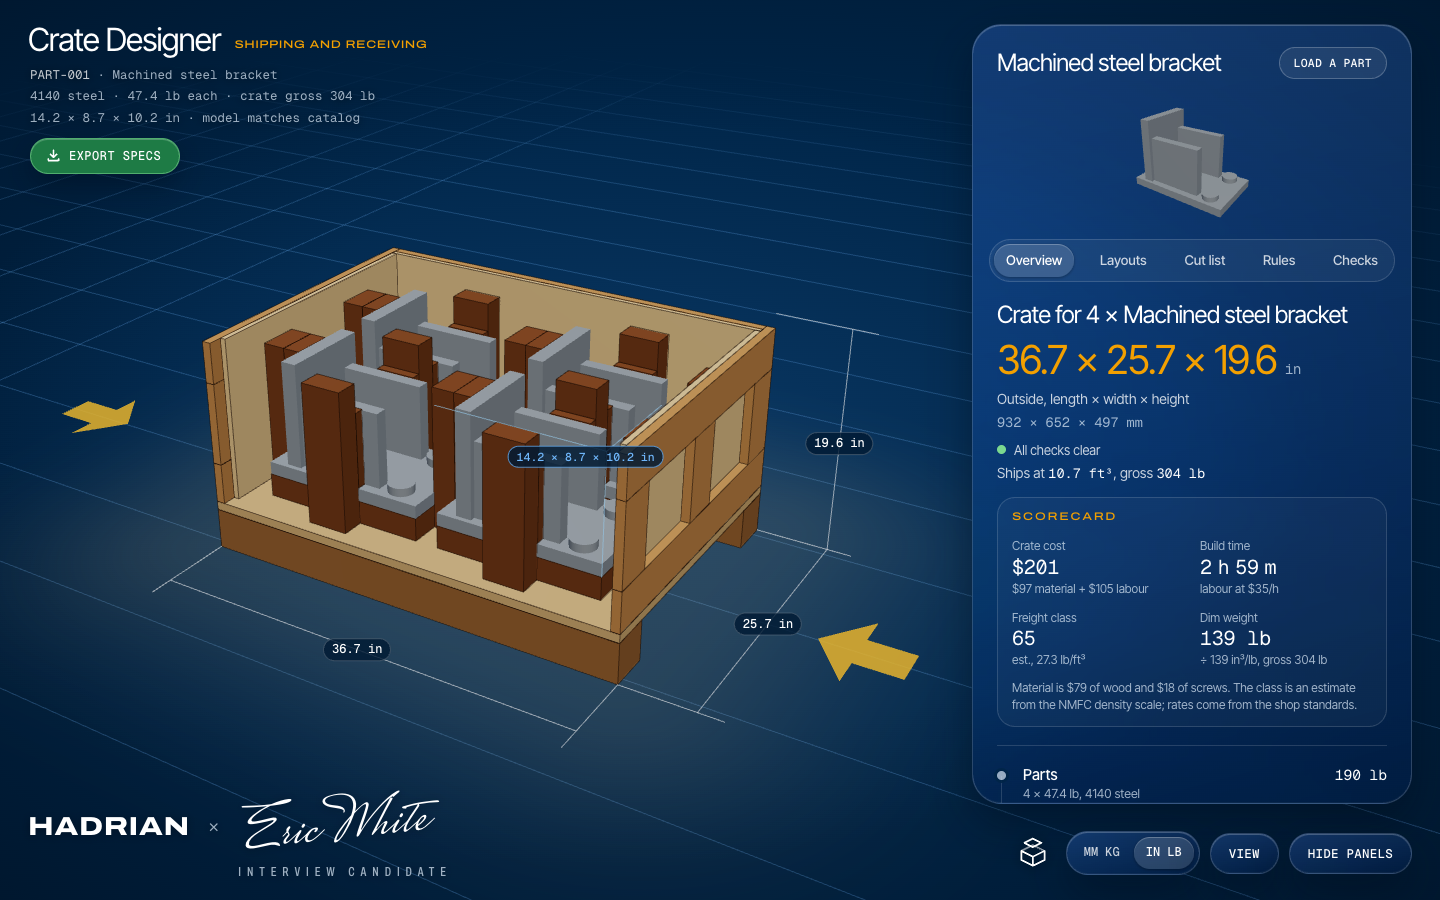 Crate Designer SHIPPING AND RECEIVING
PART-001 · Machined steel bracket
4140 steel · 47.4 lb each · crate gross 304 lb
14.2 × 8.7 × 10.2 in · model matches catalog
EXPORT SPECS
14.2 × 8.7 × 10.2 in
19.6 in
25.7 in
36.7 in
HADRIAN × Eric White
INTERVIEW CANDIDATE
Machined steel bracket
LOAD A PART
Overview Layouts Cut list Rules Checks
Crate for 4 × Machined steel bracket
36.7 × 25.7 × 19.6 in
Outside, length × width × height
932 × 652 × 497 mm
All checks clear
Ships at 10.7 ft³, gross 304 lb
SCORECARD
Crate cost
$201
$97 material + $105 labour
Build time
2 h 59 m
labour at $35/h
Freight class
65
est., 27.3 lb/ft³
Dim weight
139 lb
÷ 139 in³/lb, gross 304 lb
Material is $79 of wood and $18 of screws. The class is an estimate
from the NMFC density scale; rates come from the shop standards.
Parts 190 lb
4 × 47.4 lb, 4140 steel
MM KG IN LB VIEW HIDE PANELS